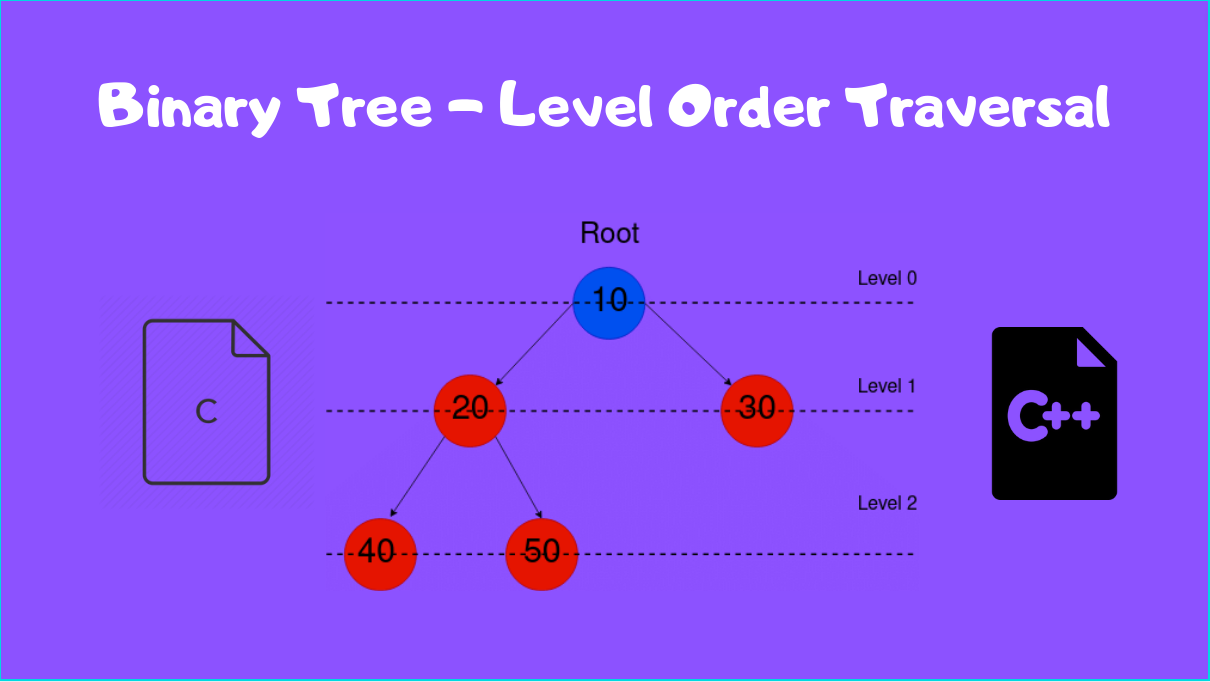 Binary Tree - Level Order Traversal
Root
Level 0
10
Level 1
20
30
C
C++
Level 2
40
50